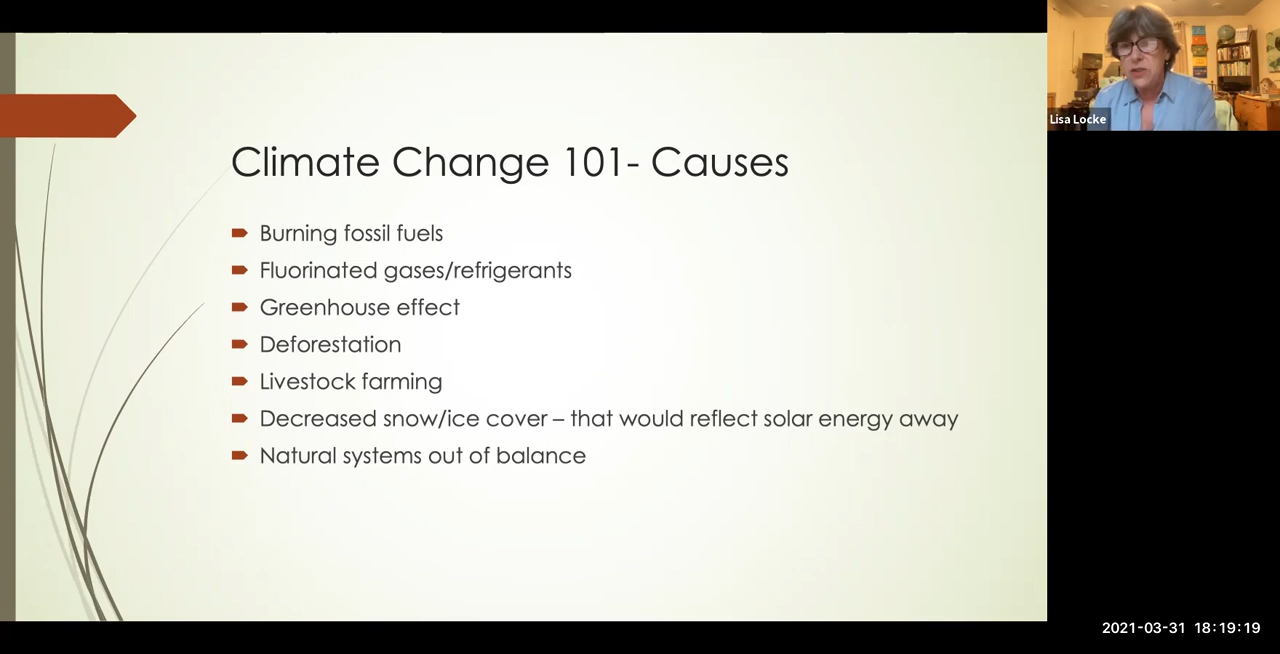 Climate Change 101- Causes
Burning fossil fuels
Fluorinated gases/refrigerants
Greenhouse effect
Deforestation
Livestock farming
Decreased snow/ice cover – that would reflect solar energy away
Natural systems out of balance
Lisa Locke
2021-03-31 18:19:19